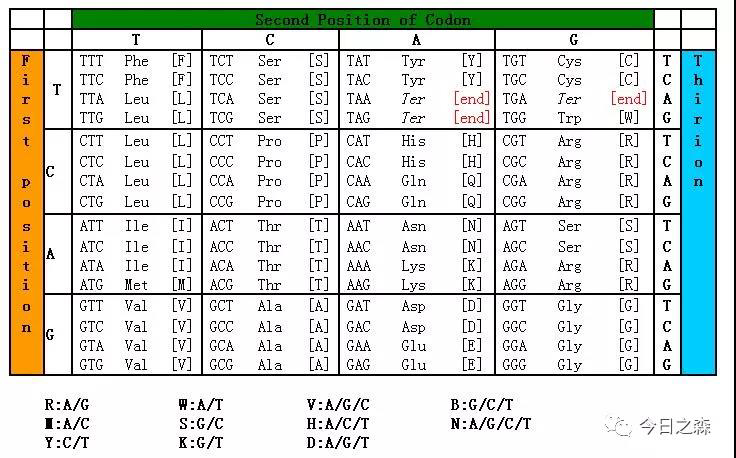 Second Position of Codon
T C A G
First position
Thirion
T
TTT Phe [F] TCT Ser [S] TAT Tyr [Y] TGT Cys [C] T
TTC Phe [F] TCC Ser [S] TAC Tyr [Y] TGC Cys [C] C
TTA Leu [L] TCA Ser [S] TAA Ter [end] TGA Ter [end] A
TTG Leu [L] TCG Ser [S] TAG Ter [end] TGG Trp [W] G
C
CTT Leu [L] CCT Pro [P] CAT His [H] CGT Arg [R] T
CTC Leu [L] CCC Pro [P] CAC His [H] CGC Arg [R] C
CTA Leu [L] CCA Pro [P] CAA Gln [Q] CGA Arg [R] A
CTG Leu [L] CCG Pro [P] CAG Gln [Q] CGG Arg [R] G
A
ATT Ile [I] ACT Thr [T] AAT Asn [N] AGT Ser [S] T
ATC Ile [I] ACC Thr [T] AAC Asn [N] AGC Ser [S] C
ATA Ile [I] ACA Thr [T] AAA Lys [K] AGA Arg [R] A
ATG Met [M] ACG Thr [T] AAG Lys [K] AGG Arg [R] G
G
GTT Val [V] GCT Ala [A] GAT Asp [D] GGT Gly [G] T
GTC Val [V] GCC Ala [A] GAC Asp [D] GGC Gly [G] C
GTA Val [V] GCA Ala [A] GAA Glu [E] GGA Gly [G] A
GTG Val [V] GCG Ala [A] GAG Glu [E] GGG Gly [G] G
R:A/G W:A/T V:A/G/C B:G/C/T
M:A/C S:G/C H:A/C/T N:A/G/C/T
Y:C/T K:G/T D:A/G/T
今日之森